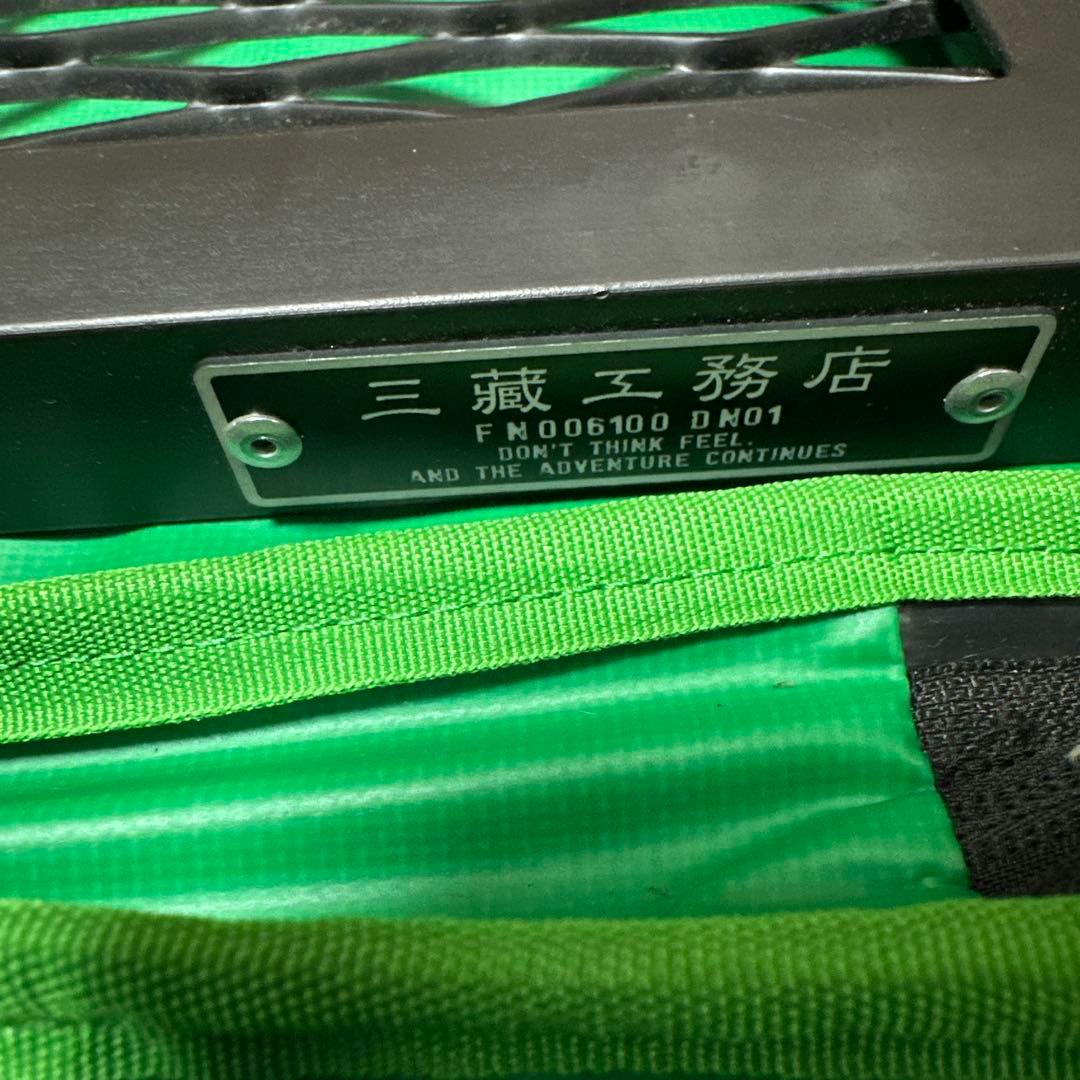 三藏工務店
FN006100 DN01
DON'T THINK FEEL.
AND THE ADVENTURE CONTINUES